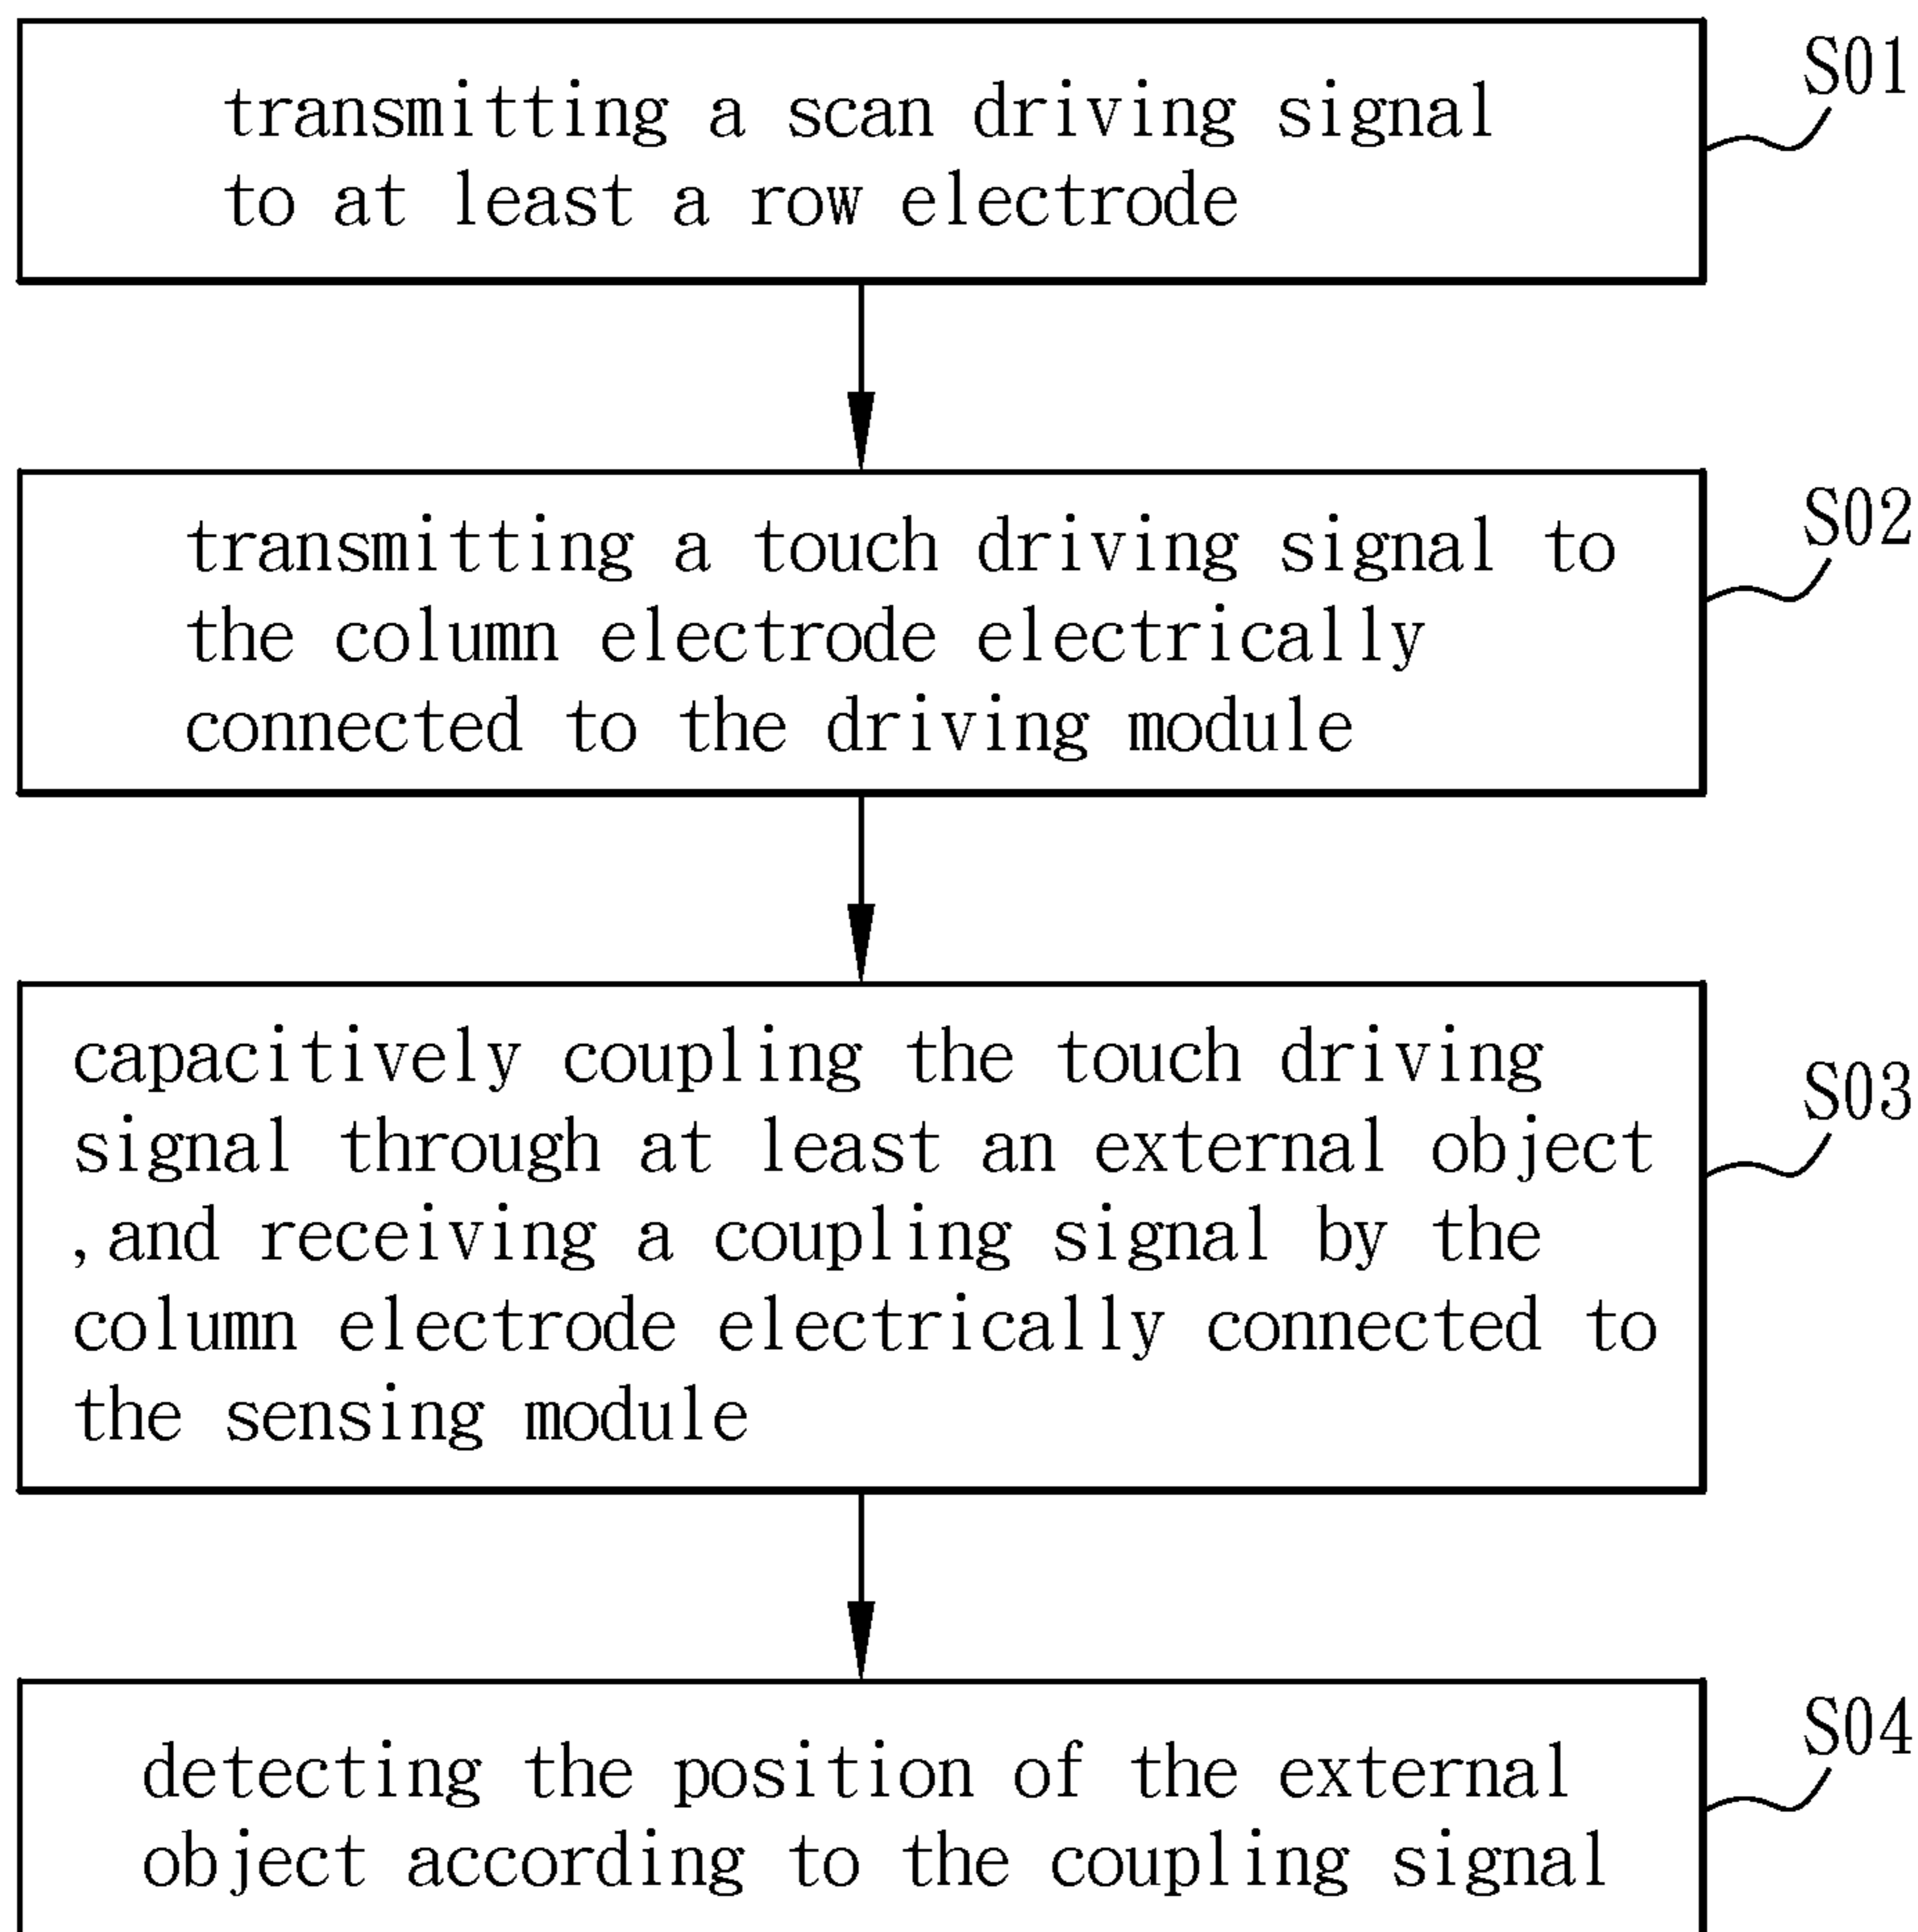 transmitting a scan driving signal
to at least a row electrode
S01
transmitting a touch driving signal to
the column electrode electrically
connected to the driving module
S02
capacitively coupling the touch driving
signal through at least an external object
,and receiving a coupling signal by the
column electrode electrically connected to
the sensing module
S03
detecting the position of the external
object according to the coupling signal
S04